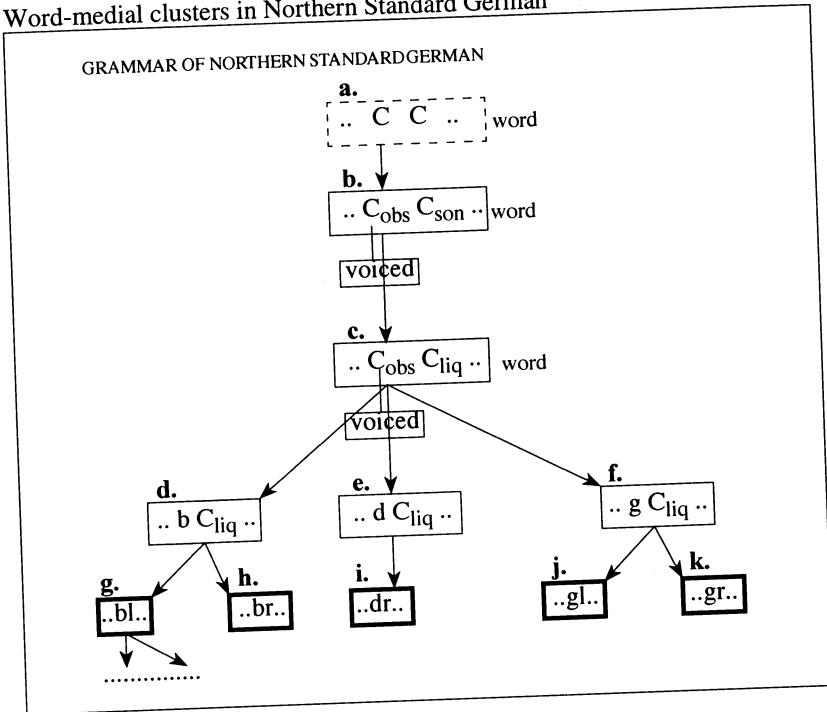 Word-medial clusters in Northern Standard German
GRAMMAR OF NORTHERN STANDARD GERMAN
a.
.. C C .. word
b.
.. Cobs Cson .. word
voiced
c.
.. Cobs Cliq .. word
voiced
d. e. f.
.. b Cliq .. .. d Cliq .. .. g Cliq ..
g. h. i. j. k.
..bl.. ..br.. ..dr.. ..gl.. ..gr..
...............